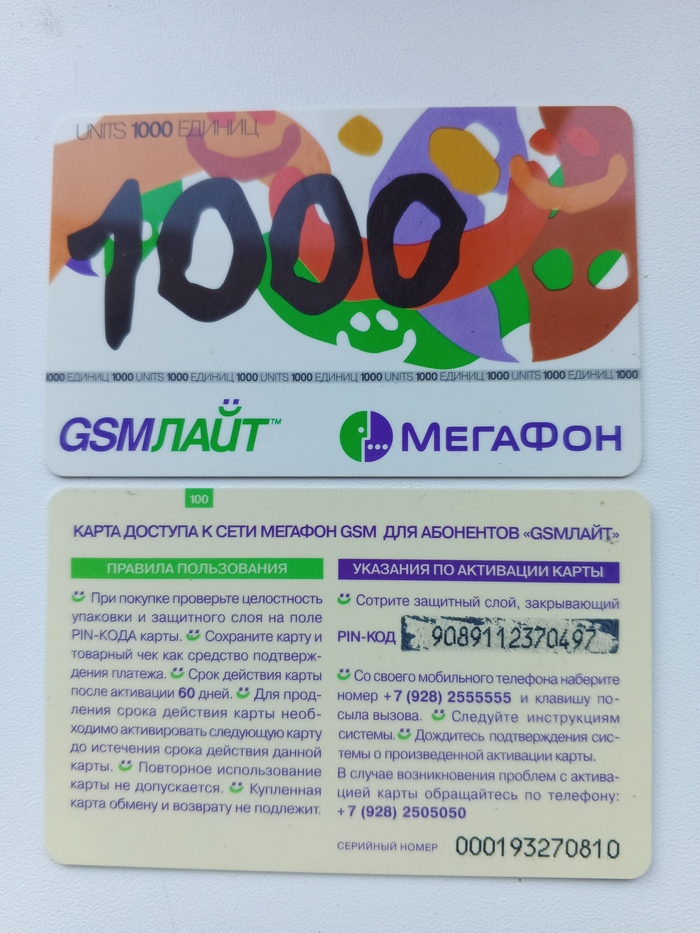 UNITS 1000 ЕДИНИЦ
1000
1000 ЕДИНИЦ 1000 UNITS 1000 ЕДИНИЦ 1000 UNITS 1000 ЕДИНИЦ 1000 UNITS 1000 ЕДИНИЦ 1000 UNITS 1000 ЕДИНИЦ 1000
GSMЛАЙТ™ МЕГАФОН
100
КАРТА ДОСТУПА К СЕТИ МЕГАФОН GSM ДЛЯ АБОНЕНТОВ «GSMЛАЙТ»
ПРАВИЛА ПОЛЬЗОВАНИЯ
При покупке проверьте целостность
упаковки и защитного слоя на поле
PIN-КОДА карты. Сохраните карту и
товарный чек как средство подтверж-
дения платежа. Срок действия карты
после активации 60 дней. Для прод-
ления срока действия карты необ-
ходимо активировать следующую карту
до истечения срока действия данной
карты. Повторное использование
карты не допускается. Купленная
карта обмену и возврату не подлежит.
УКАЗАНИЯ ПО АКТИВАЦИИ КАРТЫ
Сотрите защитный слой, закрывающий
PIN-КОД 9089112370497
Со своего мобильного телефона наберите
номер +7 (928) 2555555 и клавишу по-
сыла вызова. Следуйте инструкциям
системы. Дождитесь подтверждения сис-
темы о произведенной активации карты.
В случае возникновения проблем с актива-
цией карты обращайтесь по телефону:
+7 (928) 2505050
СЕРИЙНЫЙ НОМЕР 000193270810